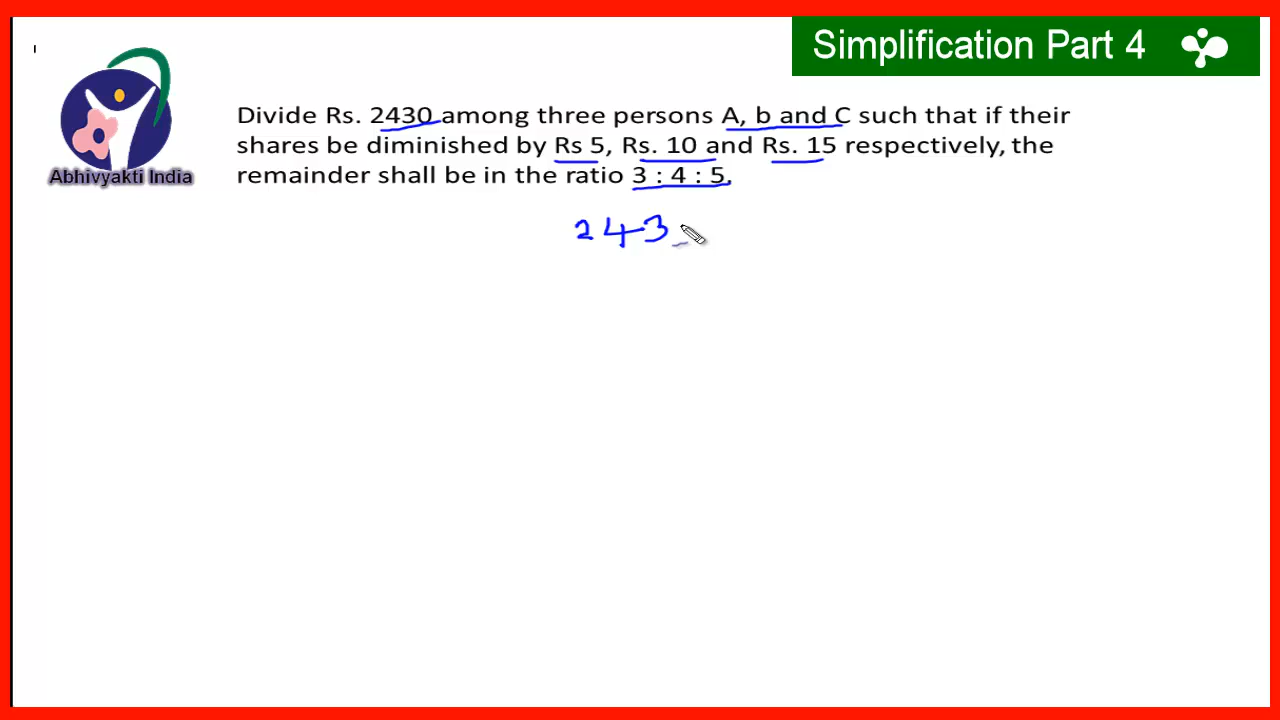 Simplification Part 4
Abhivyakti India
Divide Rs. 2430 among three persons A, b and C such that if their
shares be diminished by Rs 5, Rs. 10 and Rs. 15 respectively, the
remainder shall be in the ratio 3 : 4 : 5.
243